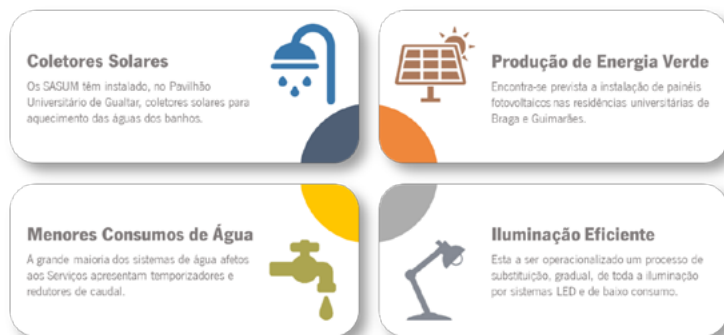 Coletores Solares
Os SASUM têm instalado, no Pavilhão
Universitário de Gualtar, coletores solares para
aquecimento das águas dos banhos.
Produção de Energia Verde
Encontra-se prevista a instalação de painéis
fotovoltaicos nas residências universitárias de
Braga e Guimarães.
Menores Consumos de Água
A grande maioria dos sistemas de água afetos
aos Serviços apresentam temporizadores e
redutores de caudal.
Iluminação Eficiente
Esta a ser operacionalizado um processo de
substituição, gradual, de toda a iluminação
por sistemas LED e de baixo consumo.